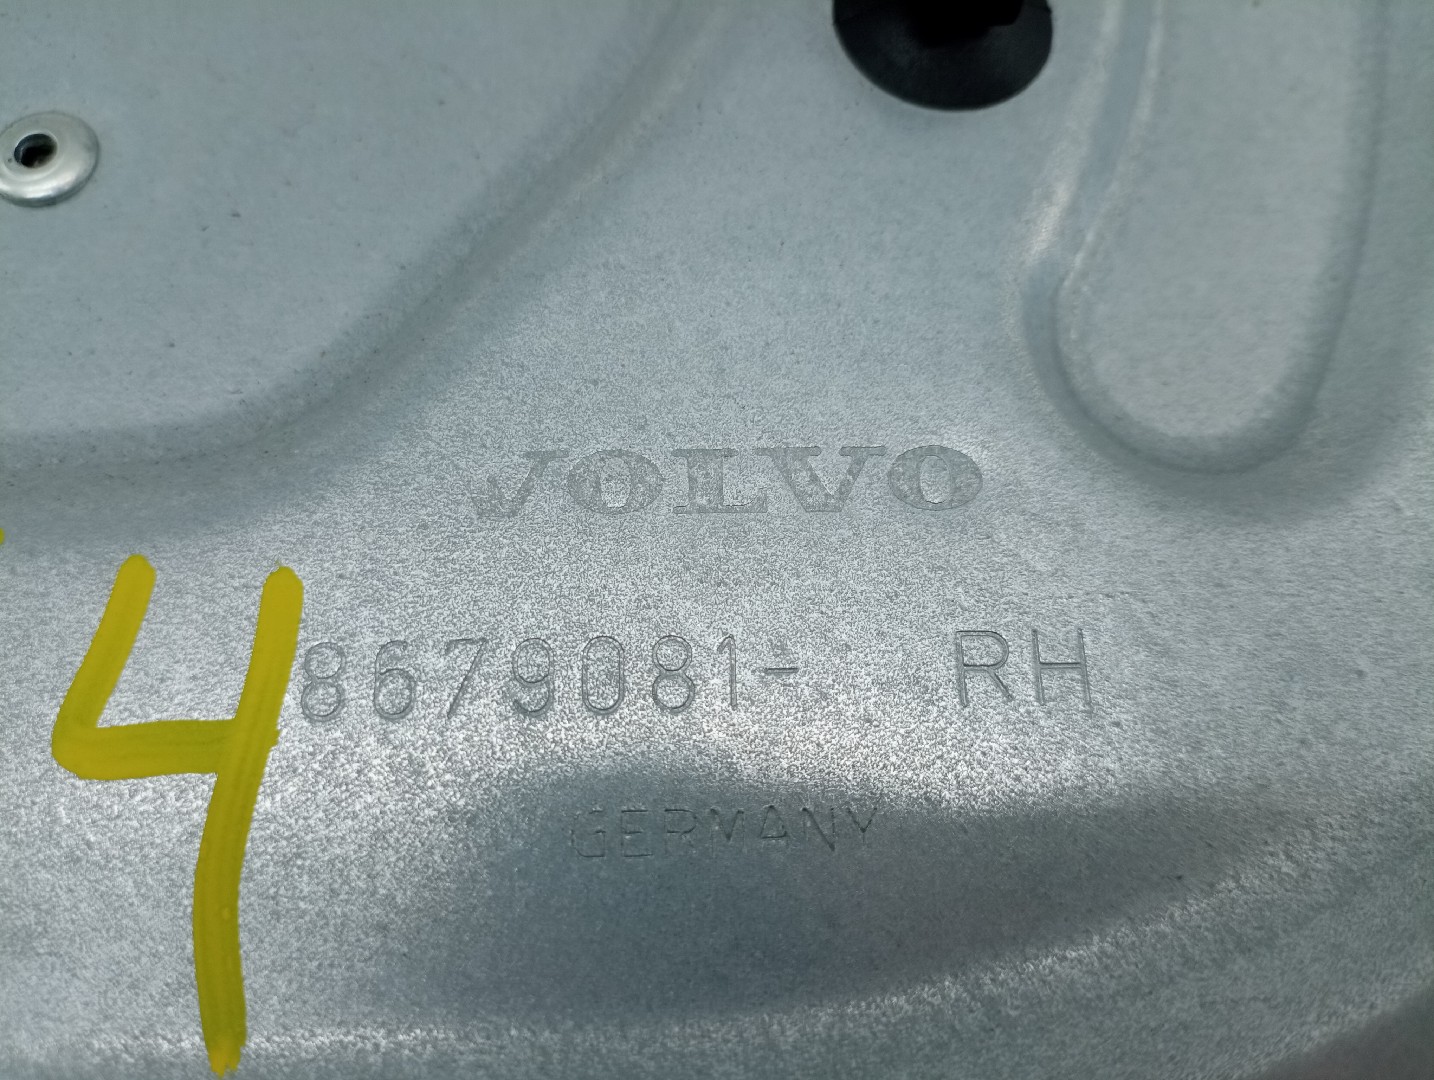 VOLVO
4
8679081- RH
GERMANY